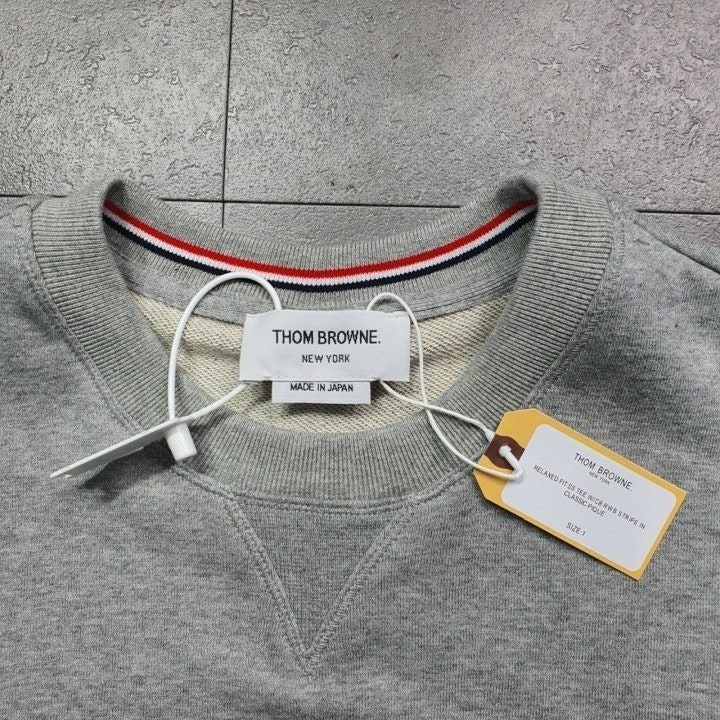 THOM BROWNE.
NEW YORK
MADE IN JAPAN
THOM BROWNE.
NEW YORK
RELAXED FIT SS TEE W/CB RWB STRIPE IN
CLASSIC PIQUE
SIZE 1